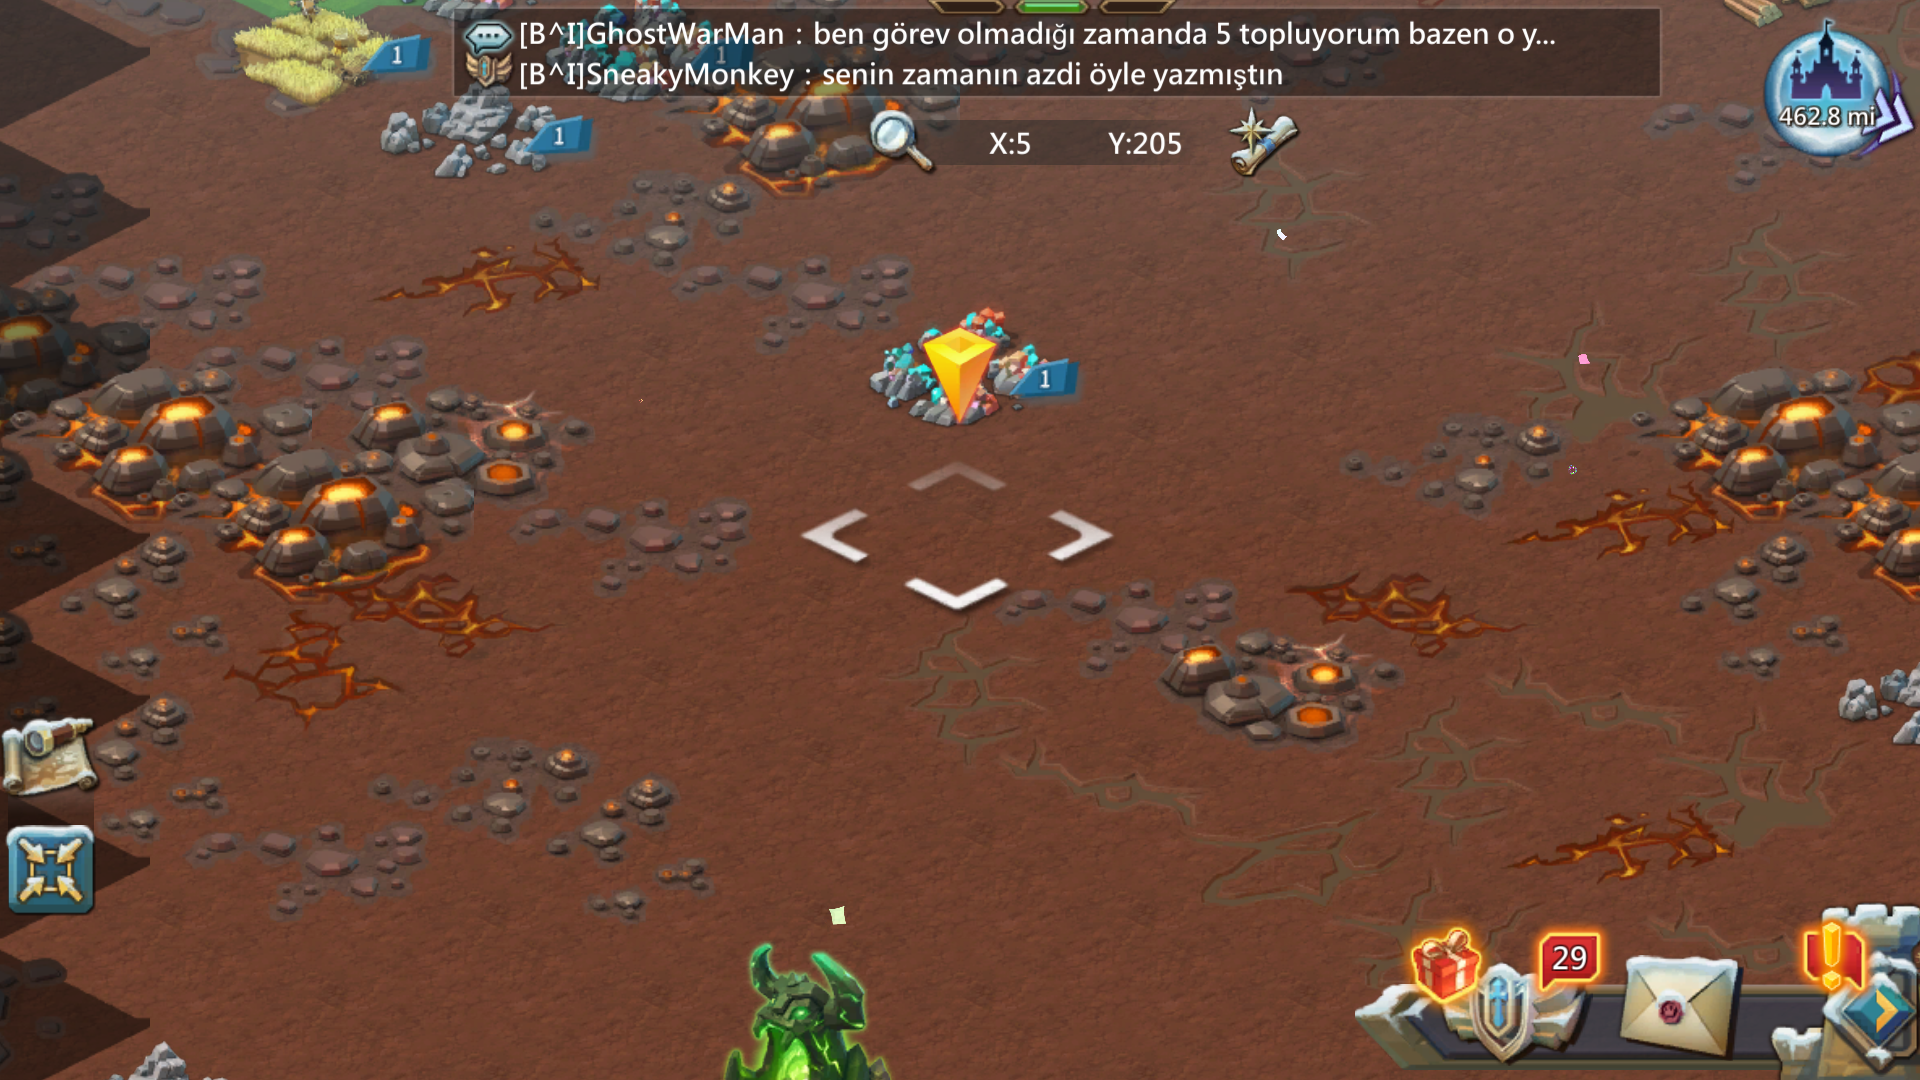 [B^I]GhostWarMan : ben görev olmadığı zamanda 5 topluyorum bazen o y...
1
1
[B^I]SneakyMonkey : senin zamanın azdi öyle yazmıştın
462.8 mi
1
X:5 Y:205
1
29